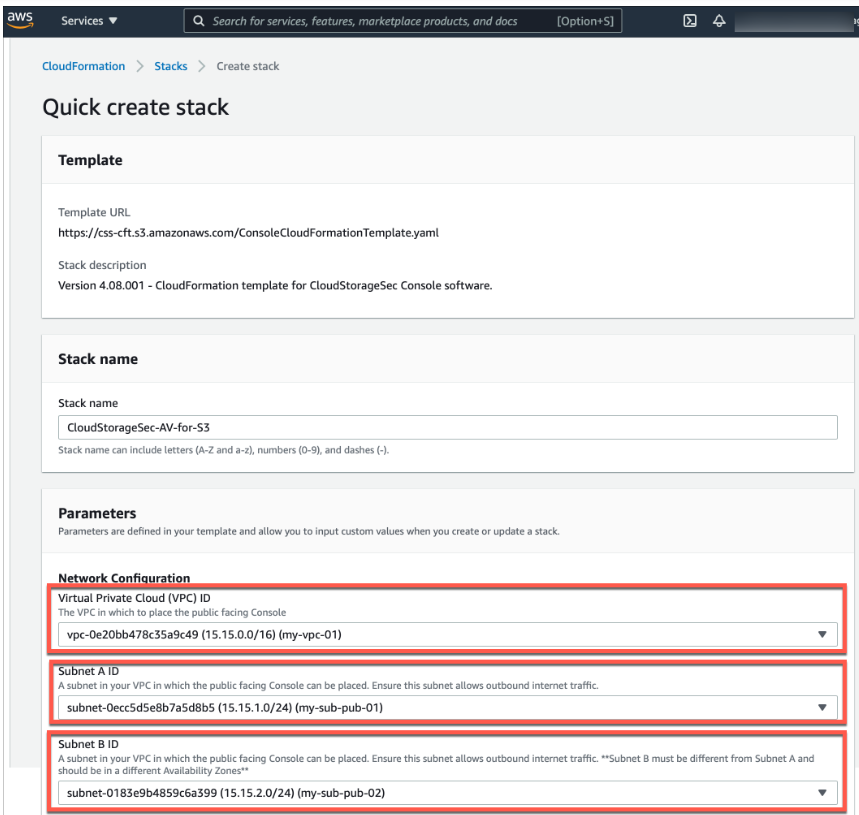 aws Services ▼ Search for services, features, marketplace products, and docs [Option+S]
CloudFormation > Stacks > Create stack
Quick create stack
Template
Template URL
https://css-cft.s3.amazonaws.com/ConsoleCloudFormationTemplate.yaml
Stack description
Version 4.08.001 - CloudFormation template for CloudStorageSec Console software.
Stack name
Stack name
CloudStorageSec-AV-for-S3
Stack name can include letters (A-Z and a-z), numbers (0-9), and dashes (-).
Parameters
Parameters are defined in your template and allow you to input custom values when you create or update a stack.
Network Configuration
Virtual Private Cloud (VPC) ID
The VPC in which to place the public facing Console
vpc-0e20bb478c35a9c49 (15.15.0.0/16) (my-vpc-01)
Subnet A ID
A subnet in your VPC in which the public facing Console can be placed. Ensure this subnet allows outbound internet traffic.
subnet-0ecc5d5e8b7a5d8b5 (15.15.1.0/24) (my-sub-pub-01)
Subnet B ID
A subnet in your VPC in which the public facing Console can be placed. Ensure this subnet allows outbound internet traffic. **Subnet B must be different from Subnet A and
should be in a different Availability Zones**
subnet-0183e9b4859c6a399 (15.15.2.0/24) (my-sub-pub-02)